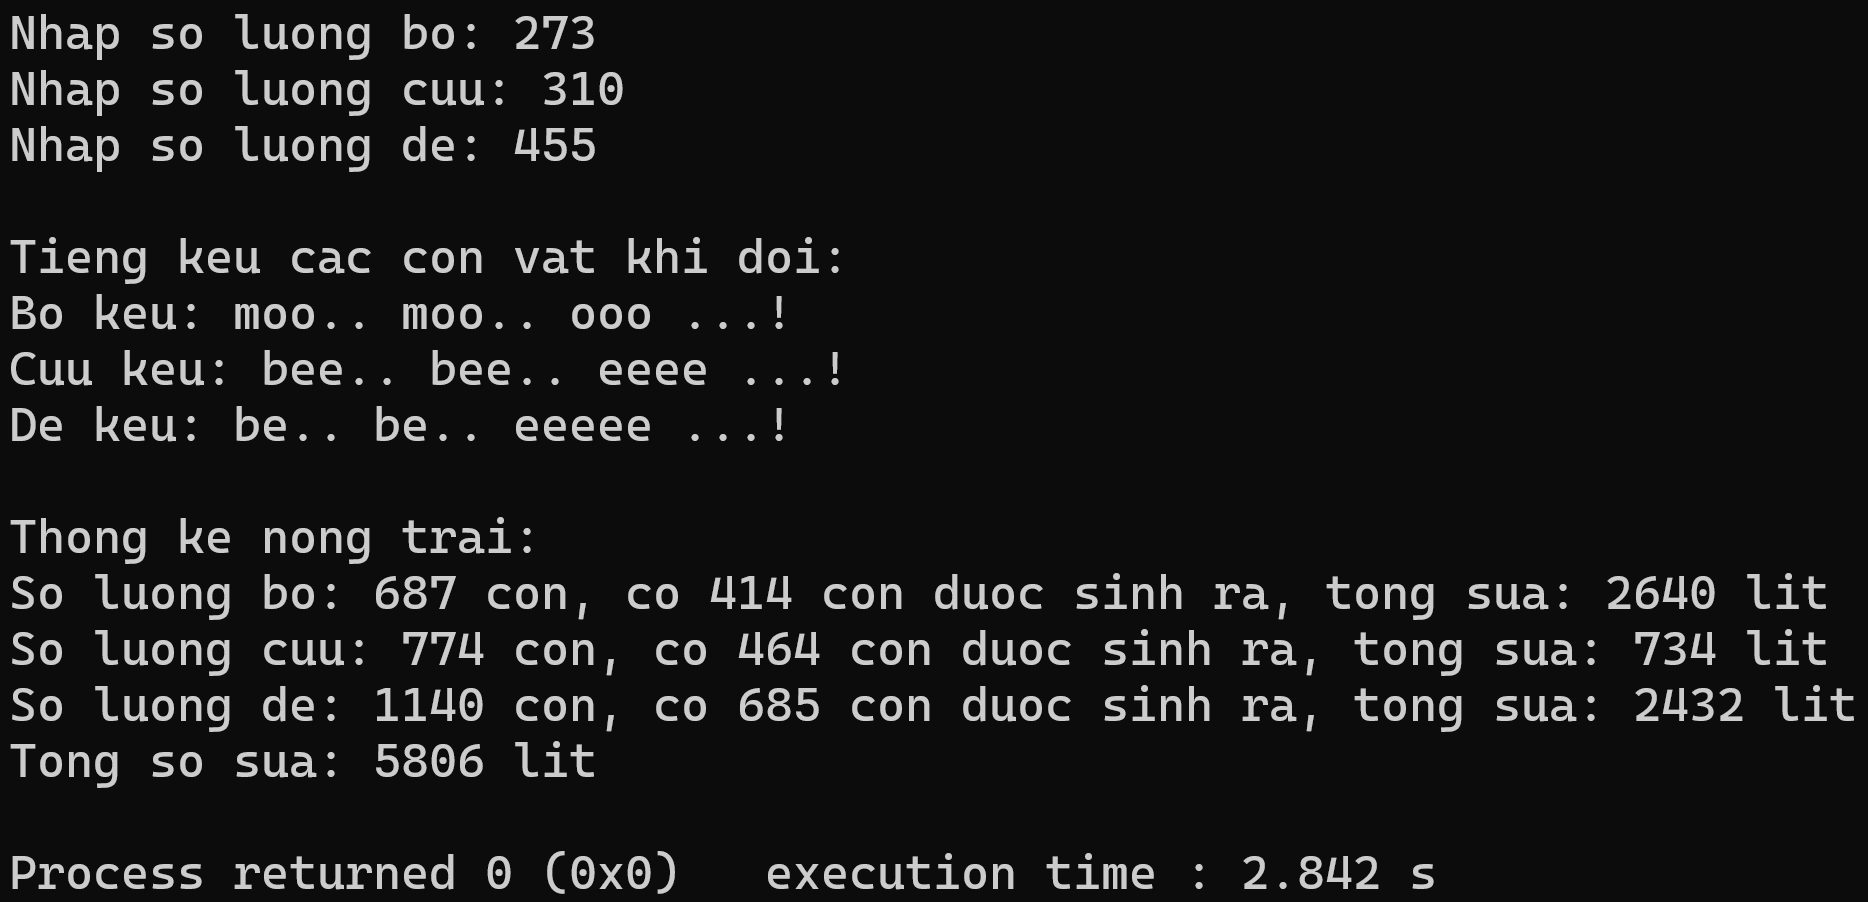 Nhap so luong bo: 273
Nhap so luong cuu: 310
Nhap so luong de: 455
Tieng keu cac con vat khi doi:
Bo keu: moo.. moo.. ooo ...!
Cuu keu: bee.. bee.. eeee ...!
De keu: be.. be.. eeeee ...!
Thong ke nong trai:
So luong bo: 687 con, co 414 con duoc sinh ra, tong sua: 2640 lit
So luong cuu: 774 con, co 464 con duoc sinh ra, tong sua: 734 lit
So luong de: 1140 con, co 685 con duoc sinh ra, tong sua: 2432 lit
Tong so sua: 5806 lit
Process returned 0 (0x0)   execution time : 2.842 s